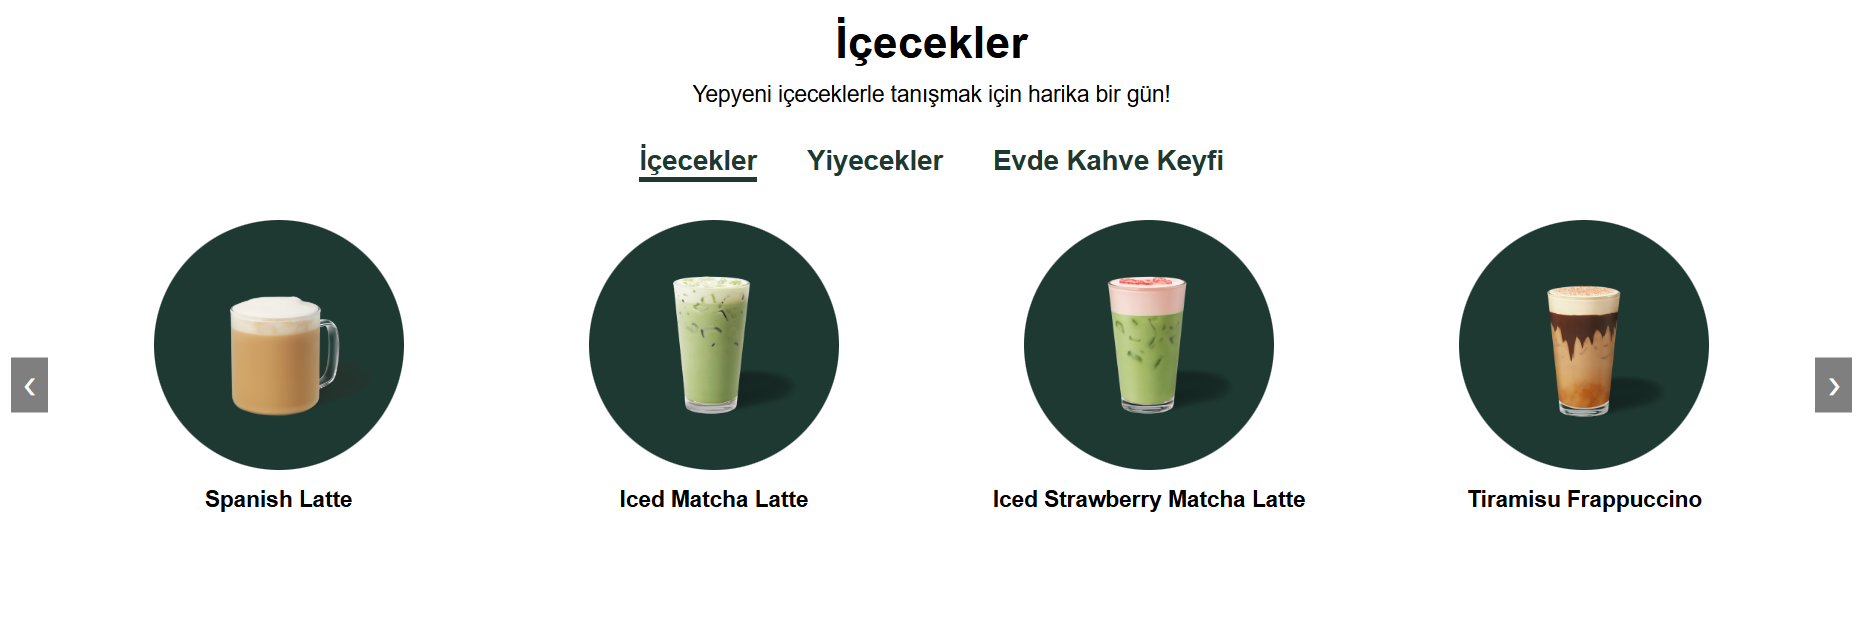 İçecekler
Yepyeni içeceklerle tanışmak için harika bir gün!
İçecekler Yiyecekler Evde Kahve Keyfi
Spanish Latte Iced Matcha Latte Iced Strawberry Matcha Latte Tiramisu Frappuccino